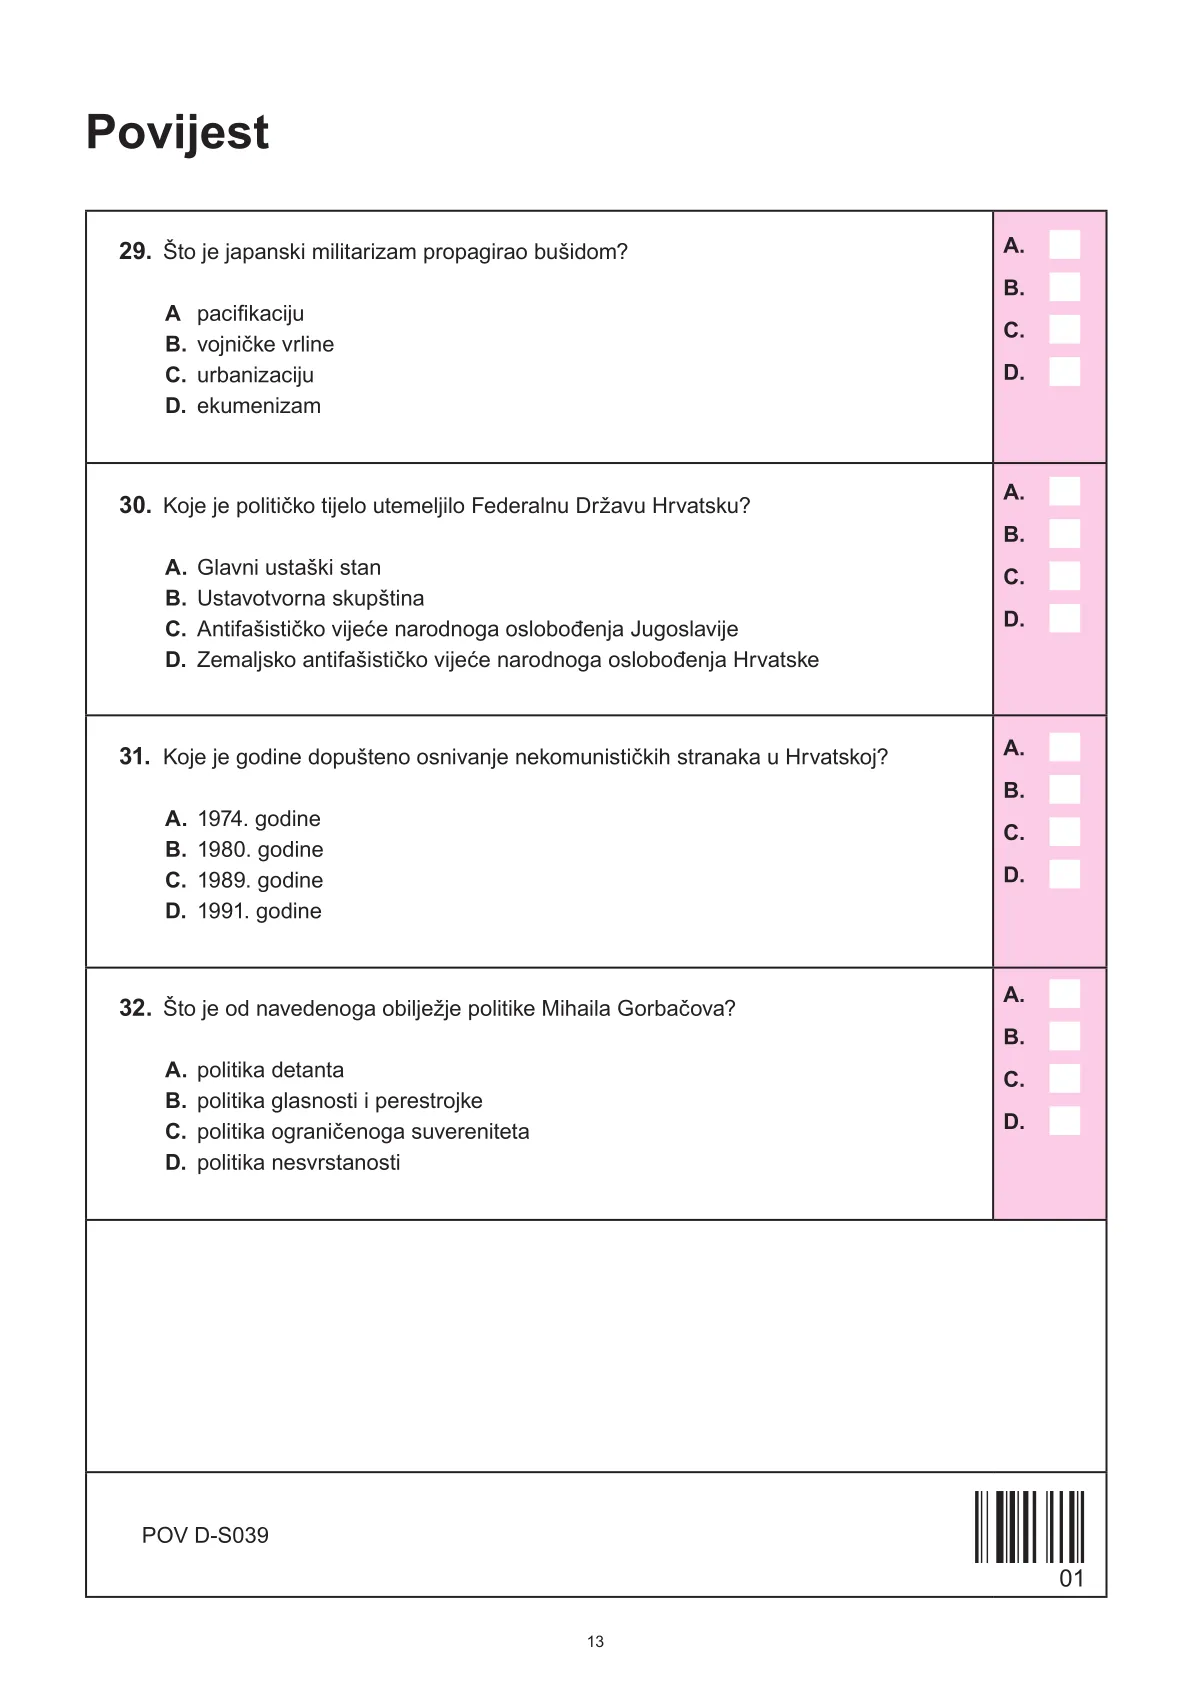 Povijest
29. Što je japanski militarizam propagirao bušidom?
A pacifikaciju
B. vojničke vrline
C. urbanizaciju
D. ekumenizam
A.
B.
C.
D.
30. Koje je političko tijelo utemeljilo Federalnu Državu Hrvatsku?
A. Glavni ustaški stan
B. Ustavotvorna skupština
C. Antifašističko vijeće narodnoga oslobođenja Jugoslavije
D. Zemaljsko antifašističko vijeće narodnoga oslobođenja Hrvatske
A.
B.
C.
D.
31. Koje je godine dopušteno osnivanje nekomunističkih stranaka u Hrvatskoj?
A. 1974. godine
B. 1980. godine
C. 1989. godine
D. 1991. godine
A.
B.
C.
D.
32. Što je od navedenoga obilježje politike Mihaila Gorbačova?
A. politika detanta
B. politika glasnosti i perestrojke
C. politika ograničenoga suvereniteta
D. politika nesvrstanosti
A.
B.
C.
D.
POV D-S039
01
13